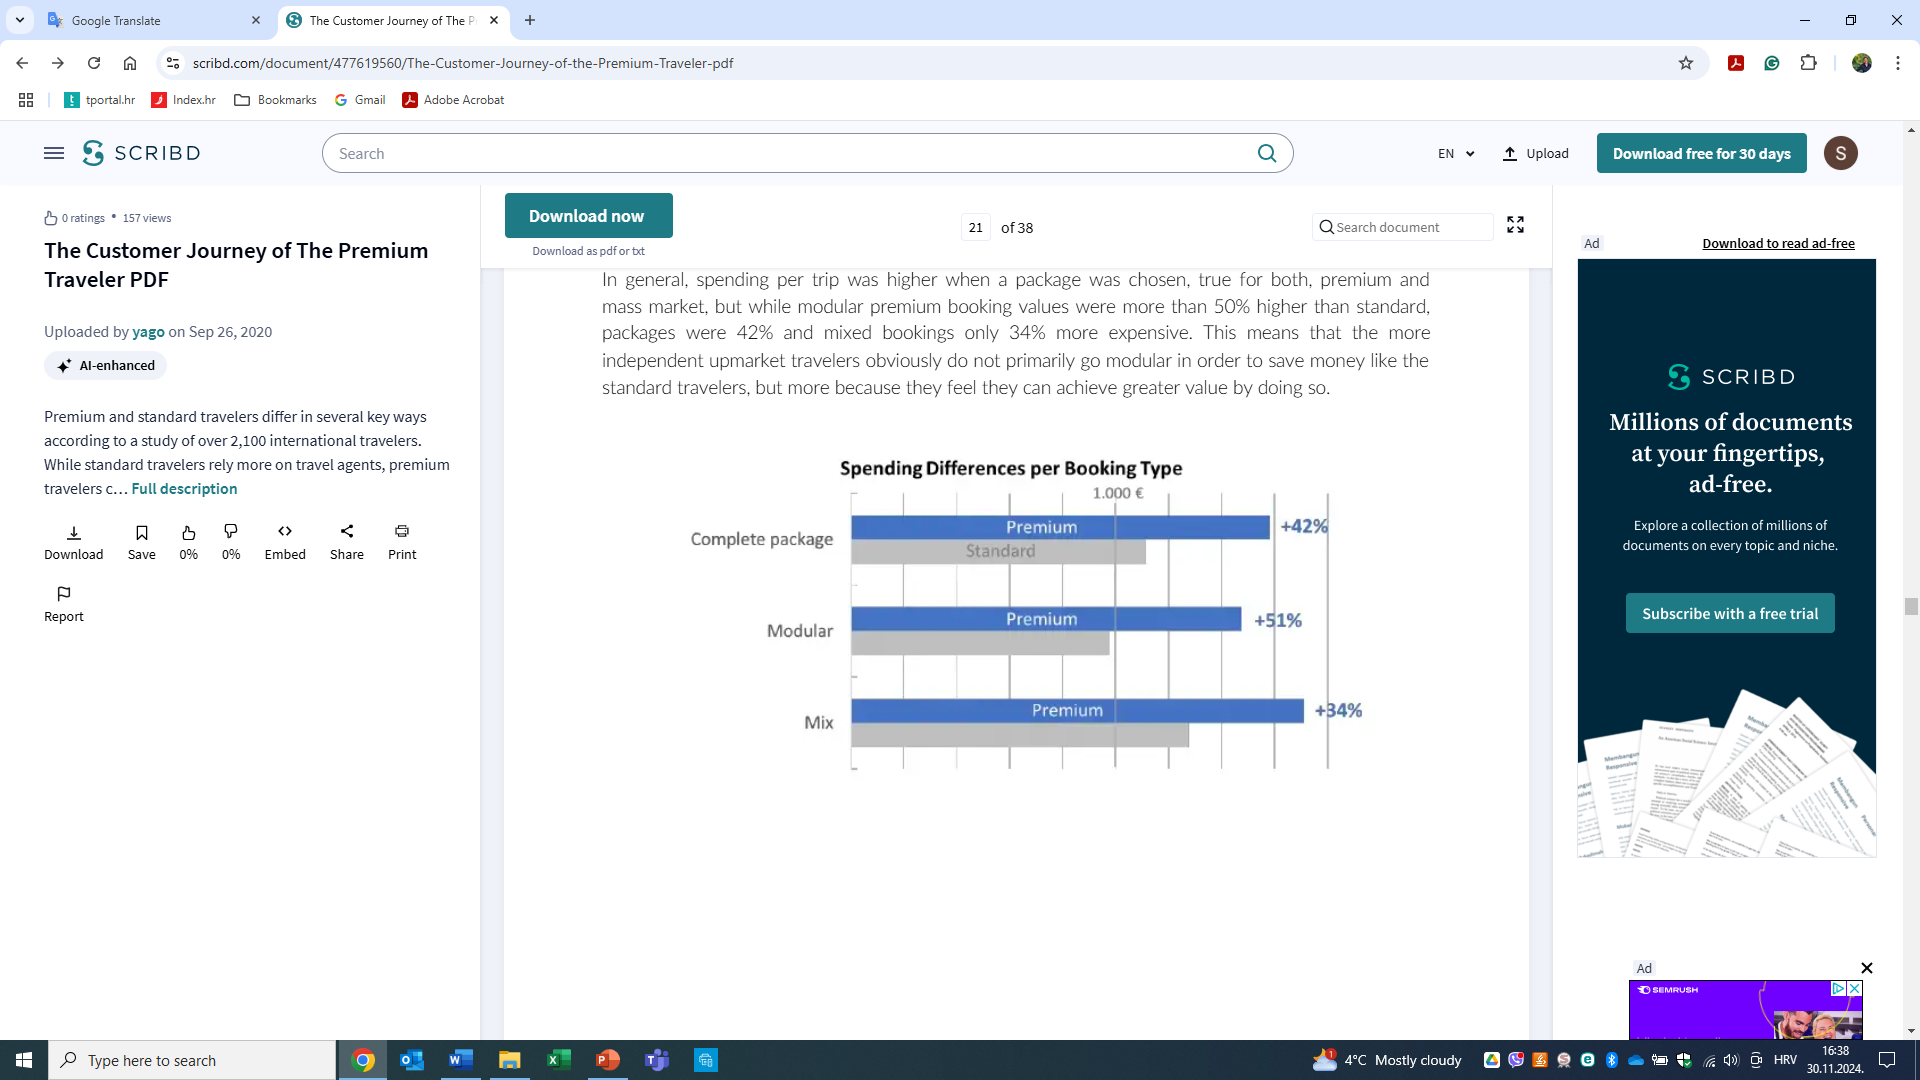 Google Translate
The Customer Journey of The P
scribd.com/document/477619560/The-Customer-Journey-of-the-Premium-Traveler-pdf
tportal.hr
Index.hr
Bookmarks
Gmail
Adobe Acrobat
SCRIBD
Search
EN
Upload
Download free for 30 days
S
0 ratings • 157 views
The Customer Journey of The Premium
Traveler PDF
Uploaded by yago on Sep 26, 2020
AI-enhanced
Premium and standard travelers differ in several key ways
according to a study of over 2,100 international travelers.
While standard travelers rely more on travel agents, premium
travelers c… Full description
Download
Save
0%
0%
Embed
Share
Print
Report
Download now
Download as pdf or txt
21 of 38
Search document
In general, spending per trip was higher when a package was chosen, true for both, premium and
mass market, but while modular premium booking values were more than 50% higher than standard,
packages were 42% and mixed bookings only 34% more expensive. This means that the more
independent upmarket travelers obviously do not primarily go modular in order to save money like the
standard travelers, but more because they feel they can achieve greater value by doing so.
Spending Differences per Booking Type
1.000 €
Complete package
Premium
+42%
Standard
Modular
Premium
+51%
Mix
Premium
+34%
Ad
Download to read ad-free
SCRIBD
Millions of documents
at your fingertips,
ad-free.
Explore a collection of millions of
documents on every topic and niche.
Subscribe with a free trial
Ad
SEMRUSH
Type here to search
4°C Mostly cloudy
HRV
16:38
30.11.2024.